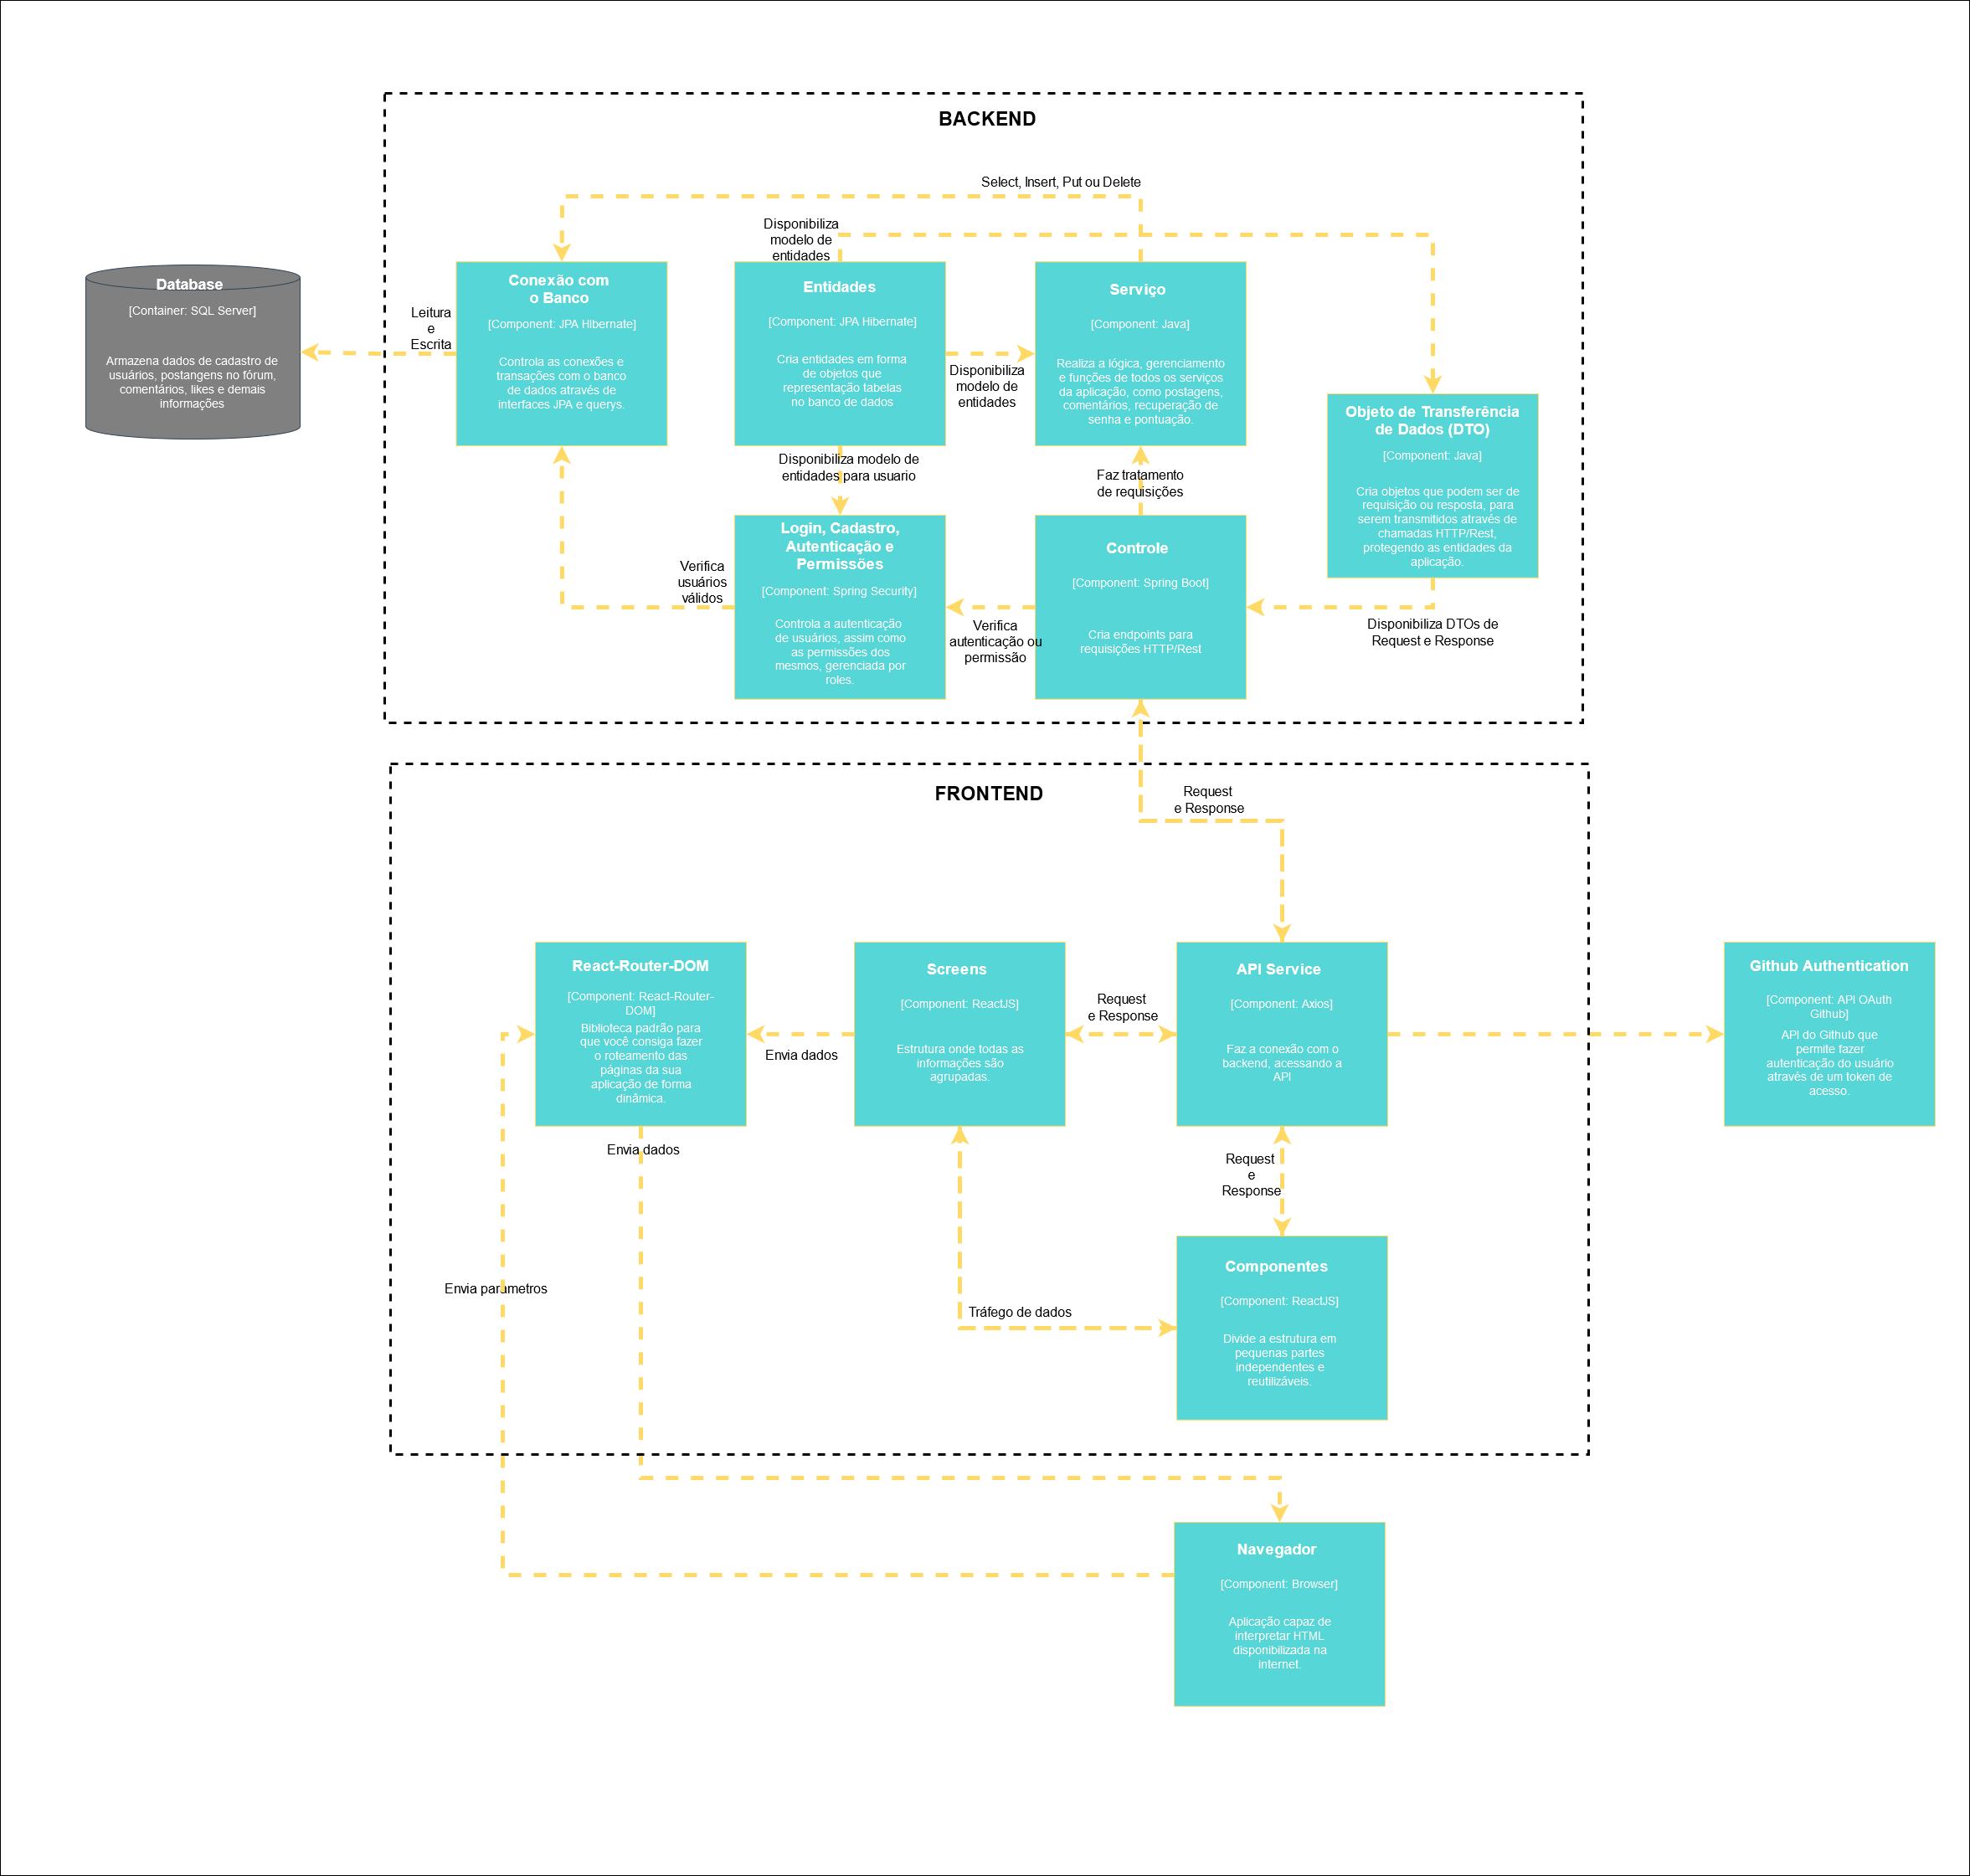 BACKEND
Select, Insert, Put ou Delete
Disponibiliza
modelo de
entidades
Database
[Container: SQL Server]
Armazena dados de cadastro de
usuários, postangens no fórum,
comentários, likes e demais
informações
Leitura
e
Escrita
Conexão com
o Banco
[Component: JPA HIbernate]
Controla as conexões e
transações com o banco
de dados através de
interfaces JPA e querys.
Entidades
[Component: JPA Hibernate]
Cria entidades em forma
de objetos que
representação tabelas
no banco de dados
Disponibiliza
modelo de
entidades
Serviço
[Component: Java]
Realiza a lógica, gerenciamento
e funções de todos os serviços
da aplicação, como postagens,
comentários, recuperação de
senha e pontuação.
Objeto de Transferência
de Dados (DTO)
[Component: Java]
Cria objetos que podem ser de
requisição ou resposta, para
serem transmitidos através de
chamadas HTTP/Rest,
protegendo as entidades da
aplicação.
Disponibiliza modelo de
entidades para usuario
Faz tratamento
de requisições
Verifica
usuários
válidos
Login, Cadastro,
Autenticação e
Permissões
[Component: Spring Security]
Controla a autenticação
de usuários, assim como
as permissões dos
mesmos, gerenciada por
roles.
Verifica
autenticação ou
permissão
Controle
[Component: Spring Boot]
Cria endpoints para
requisições HTTP/Rest
Disponibiliza DTOs de
Request e Response
FRONTEND
Request
e Response
React-Router-DOM
[Component: React-Router-
DOM]
Biblioteca padrão para
que você consiga fazer
o roteamento das
páginas da sua
aplicação de forma
dinâmica.
Envia dados
Screens
[Component: ReactJS]
Estrutura onde todas as
informações são
agrupadas.
Request
e Response
API Service
[Component: Axios]
Faz a conexão com o
backend, acessando a
API
Github Authentication
[Component: API OAuth
Github]
API do Github que
permite fazer
autenticação do usuário
através de um token de
acesso.
Envia dados
Request
e
Response
Envia parametros
Tráfego de dados
Componentes
[Component: ReactJS]
Divide a estrutura em
pequenas partes
independentes e
reutilizáveis.
Navegador
[Component: Browser]
Aplicação capaz de
interpretar HTML
disponibilizada na
internet.